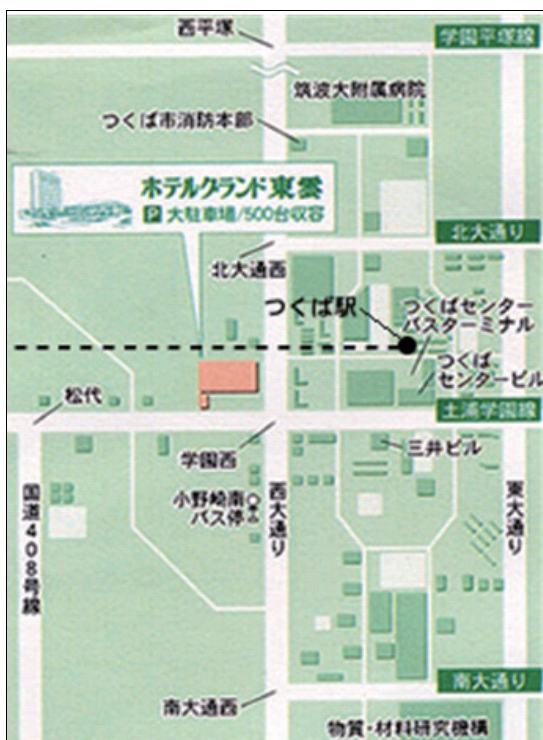 西平塚
学園平塚線
筑波大附属病院
つくば市消防本部
ホテルグランド東雲
P 大駐車場/500台収容
北大通り
北大通西
つくば駅
つくばセンター
バスターミナル
つくば
センタービル
松代
土浦学園線
学園西
三井ビル
国道408号線
小野崎南
バス停
西大通り
東大通り
南大通り
南大通西
物質・材料研究機構